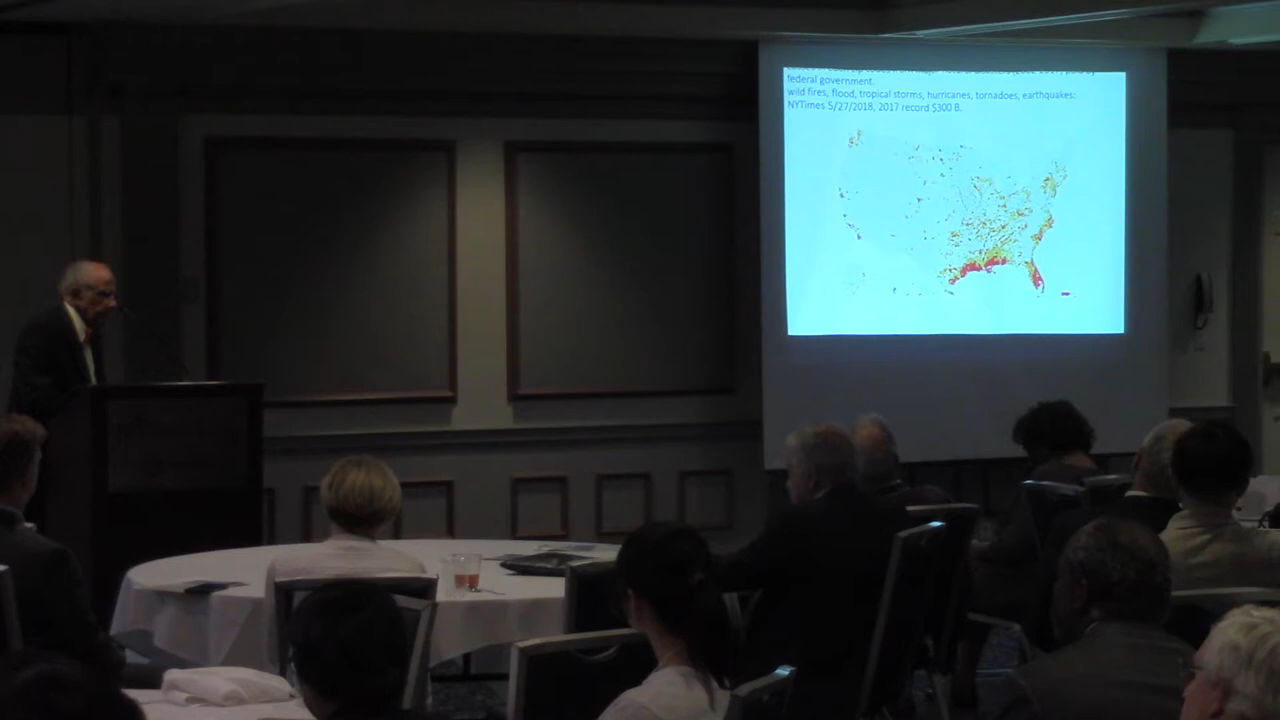 federal government.
wild fires, flood, tropical storms, hurricanes, tornadoes, earthquakes:
NYTimes 5/27/2018, 2017 record $300 B.